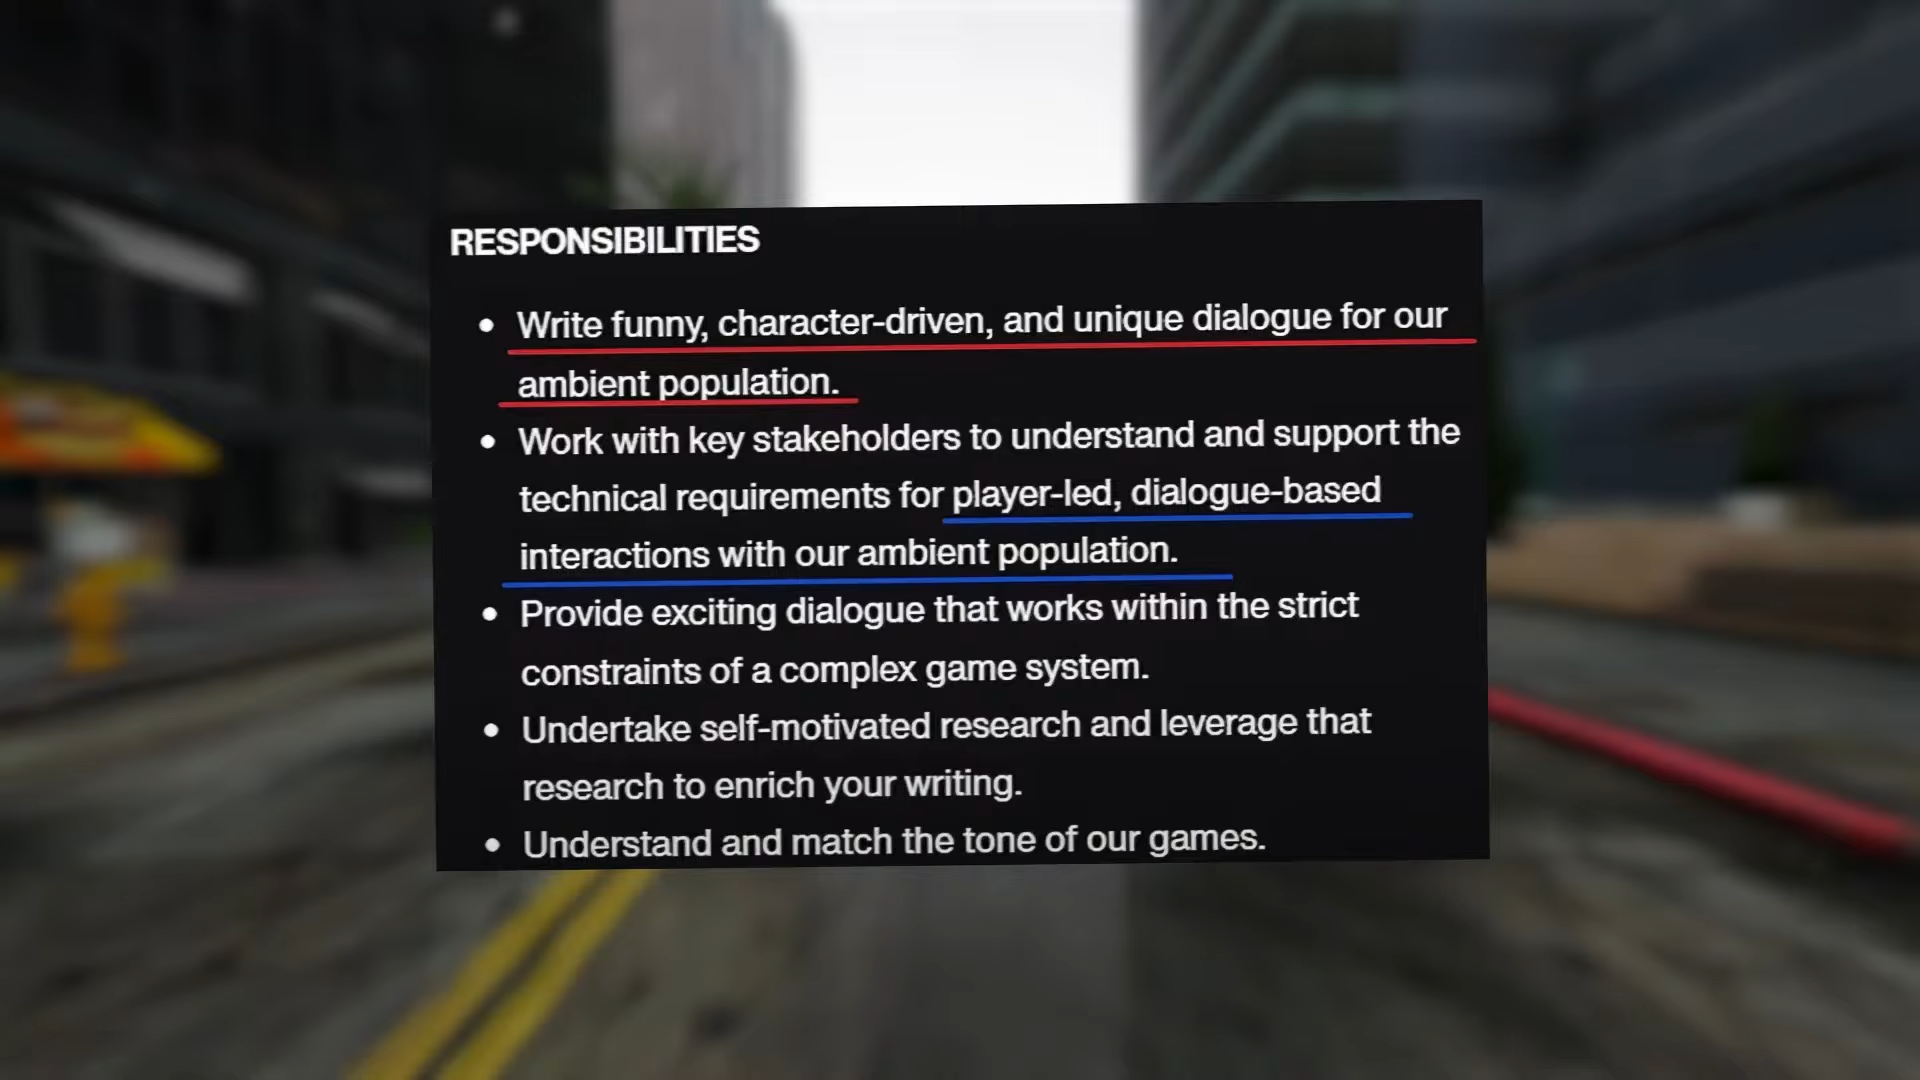 RESPONSIBILITIES
• Write funny, character-driven, and unique dialogue for our
ambient population.
• Work with key stakeholders to understand and support the
technical requirements for player-led, dialogue-based
interactions with our ambient population.
• Provide exciting dialogue that works within the strict
constraints of a complex game system.
• Undertake self-motivated research and leverage that
research to enrich your writing.
• Understand and match the tone of our games.